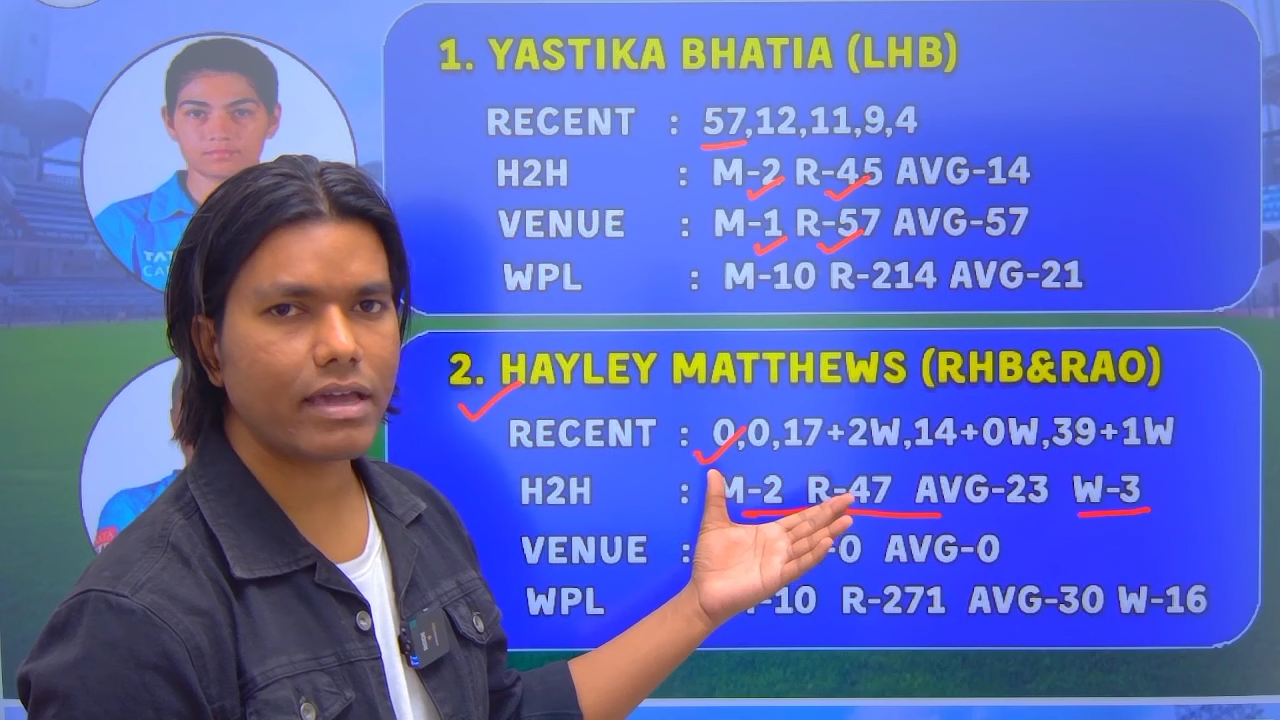 1. YASTIKA BHATIA (LHB)
RECENT : 57,12,11,9,4
H2H : M-2 R-45 AVG-14
VENUE : M-1 R-57 AVG-57
WPL : M-10 R-214 AVG-21
TATA
2. HAYLEY MATTHEWS (RHB&RAO)
RECENT : 0,0,17+2W,14+0W,39+1W
H2H : M-2 R-47 AVG-23 W-3
VENUE : -0 AVG-0
WPL -10 R-271 AVG-30 W-16